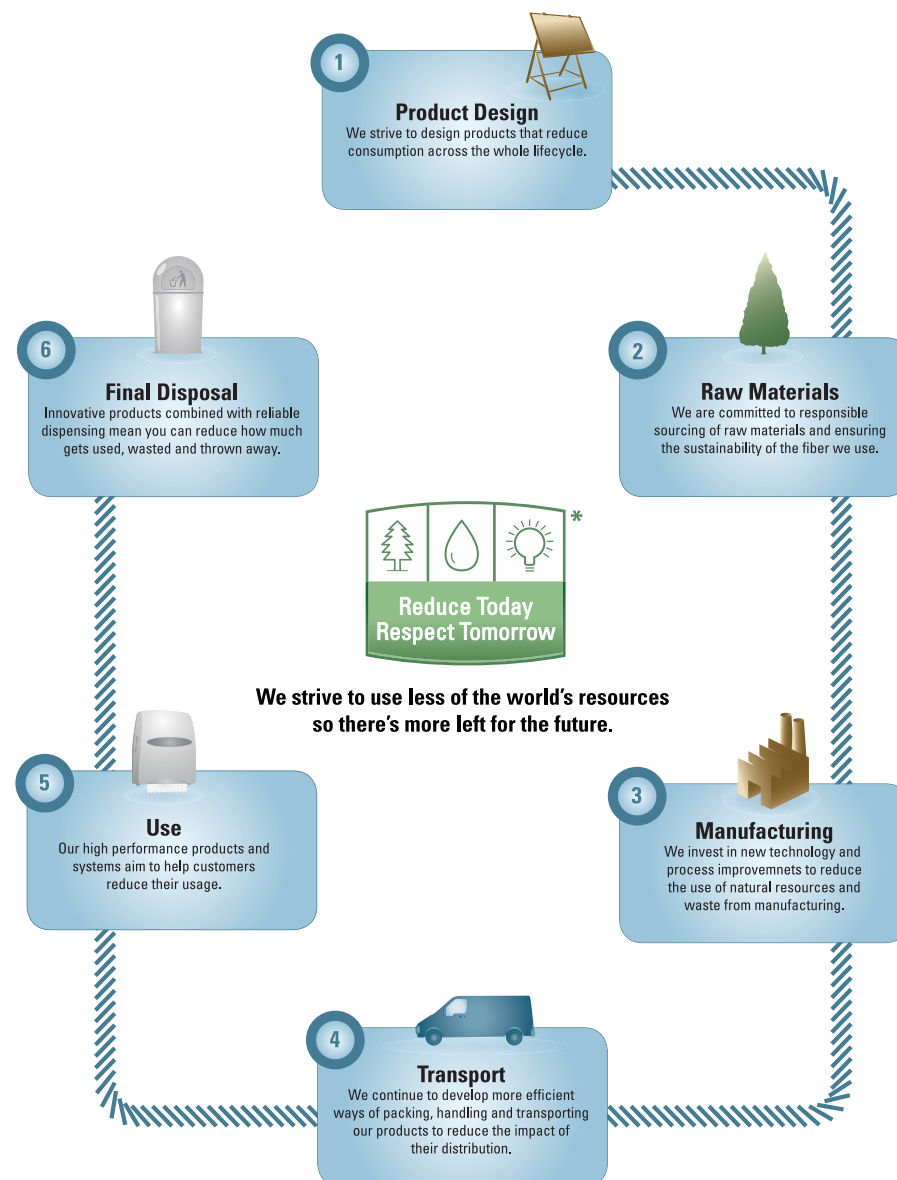 1
Product Design
We strive to design products that reduce
consumption across the whole lifecycle.
2
Raw Materials
We are committed to responsible
sourcing of raw materials and ensuring
the sustainability of the fiber we use.
3
Manufacturing
We invest in new technology and
process improvemnets to reduce
the use of natural resources and
waste from manufacturing.
4
Transport
We continue to develop more efficient
ways of packing, handling and transporting
our products to reduce the impact of
their distribution.
5
Use
Our high performance products and
systems aim to help customers
reduce their usage.
6
Final Disposal
Innovative products combined with reliable
dispensing mean you can reduce how much
gets used, wasted and thrown away.
*
Reduce Today
Respect Tomorrow
We strive to use less of the world's resources
so there's more left for the future.